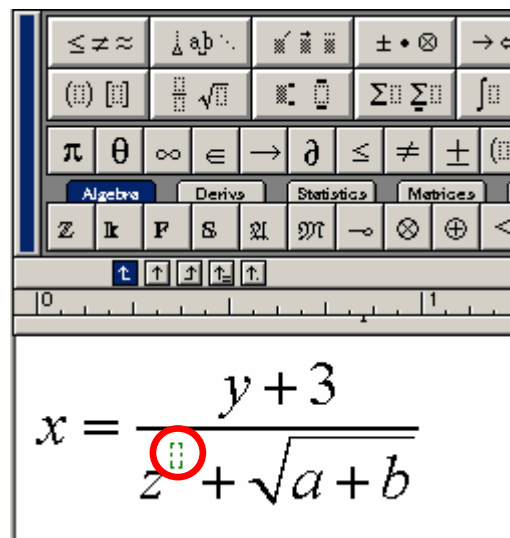 ≤ ≠ ≈ a͎b ⋱ ± • ⊗ →
(▯) [▯] √▯ Σ▯ Σ▯ ∫▯
π θ ∞ ∈ → ∂ ≤ ≠ ± (▯
Algebra Derivs Statistics Matrices
ℤ 𝕜 𝐅 𝕊 𝔄 𝔐 ⊸ ⊗ ⊕ <
0 1
x = (y + 3) / (z^▯ + √(a + b))